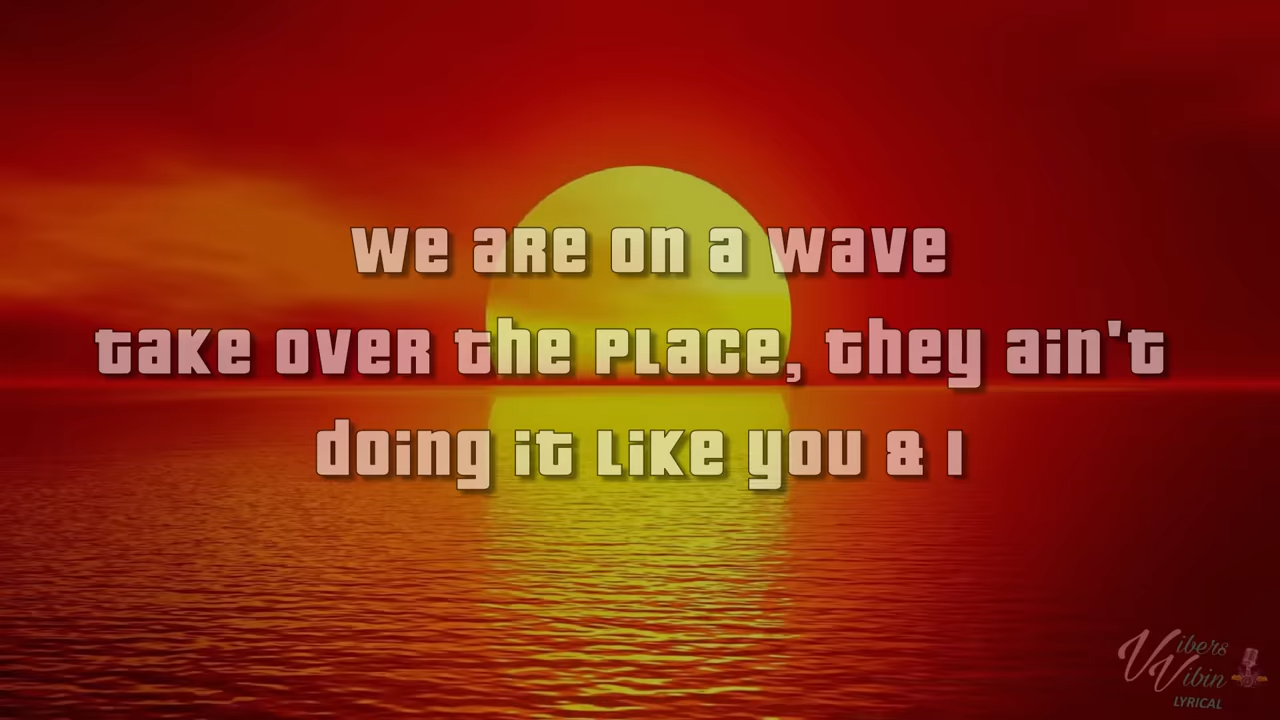 we are on a wave
take over the place, they ain't
doing it like you & I
Vibers
Vibin
LYRICAL